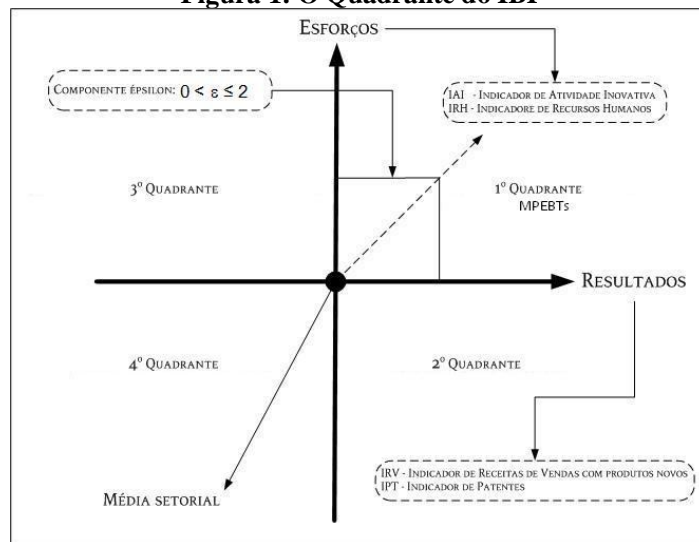 Figura 1: O Quadrante do IBI
ESFORÇOS
COMPONENTE ÉPSILON: 0 < ε ≤ 2
IAI - INDICADOR DE ATIVIDADE INOVATIVA
IRH - INDICADORE DE RECURSOS HUMANOS
3º QUADRANTE
1º QUADRANTE
MPEBTs
RESULTADOS
4º QUADRANTE
2º QUADRANTE
IRV - INDICADOR DE RECEITAS DE VENDAS COM PRODUTOS NOVOS
IPT - INDICADOR DE PATENTES
MÉDIA SETORIAL